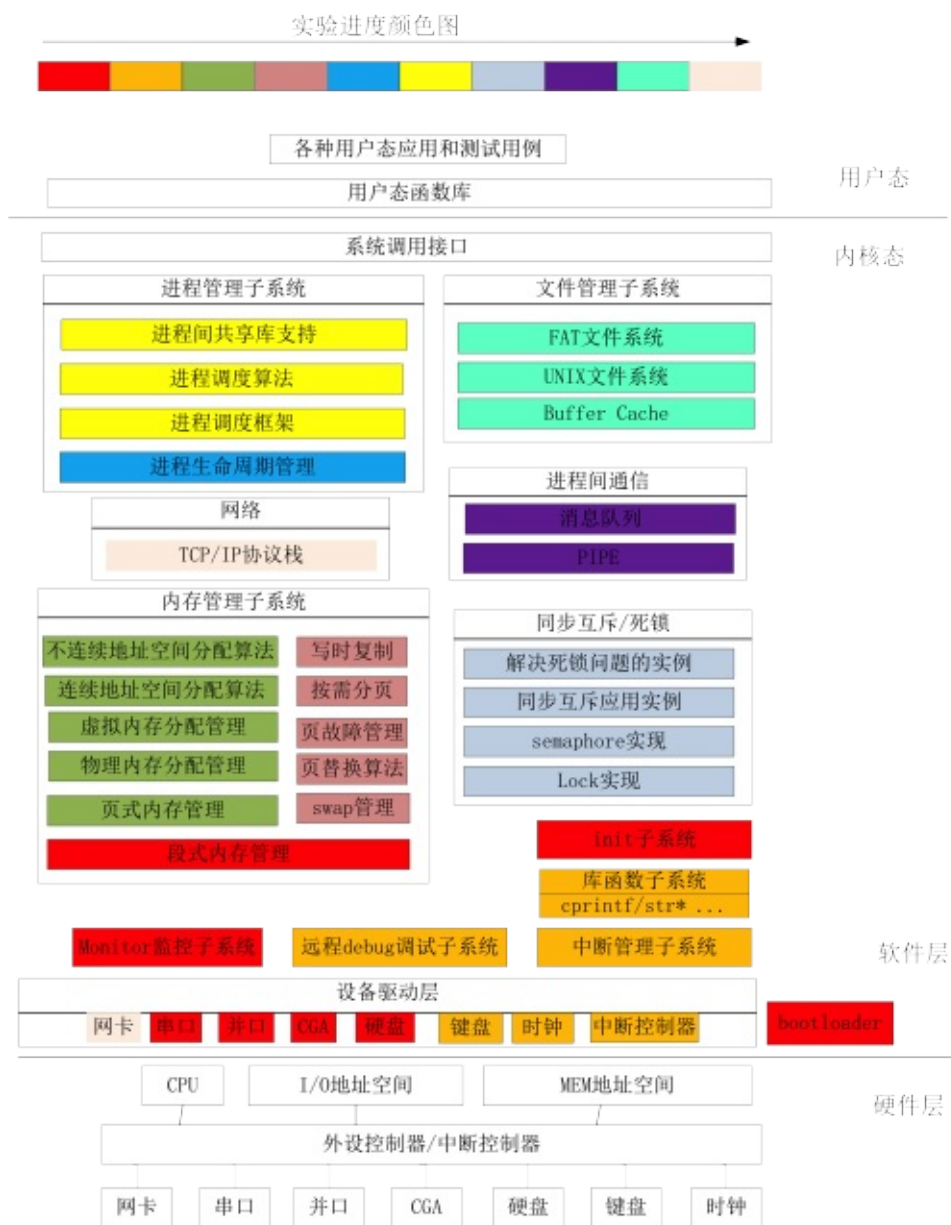 实验进度颜色图
各种用户态应用和测试用例
用户态函数库
用户态
系统调用接口
内核态
进程管理子系统
进程间共享库支持
进程调度算法
进程调度框架
进程生命周期管理
文件管理子系统
FAT文件系统
UNIX文件系统
Buffer Cache
网络
TCP/IP协议栈
进程间通信
消息队列
PIPE
内存管理子系统
不连续地址空间分配算法
连续地址空间分配算法
虚拟内存分配管理
物理内存分配管理
页式内存管理
写时复制
按需分页
页故障管理
页替换算法
swap管理
段式内存管理
同步互斥/死锁
解决死锁问题的实例
同步互斥应用实例
semaphore实现
Lock实现
init子系统
库函数子系统
cprintf/str* ...
Monitor监控子系统
远程debug调试子系统
中断管理子系统
软件层
设备驱动层
网卡
串口
并口
CGA
硬盘
键盘
时钟
中断控制器
bootloader
CPU
I/O地址空间
MEM地址空间
硬件层
外设控制器/中断控制器
网卡
串口
并口
CGA
硬盘
键盘
时钟